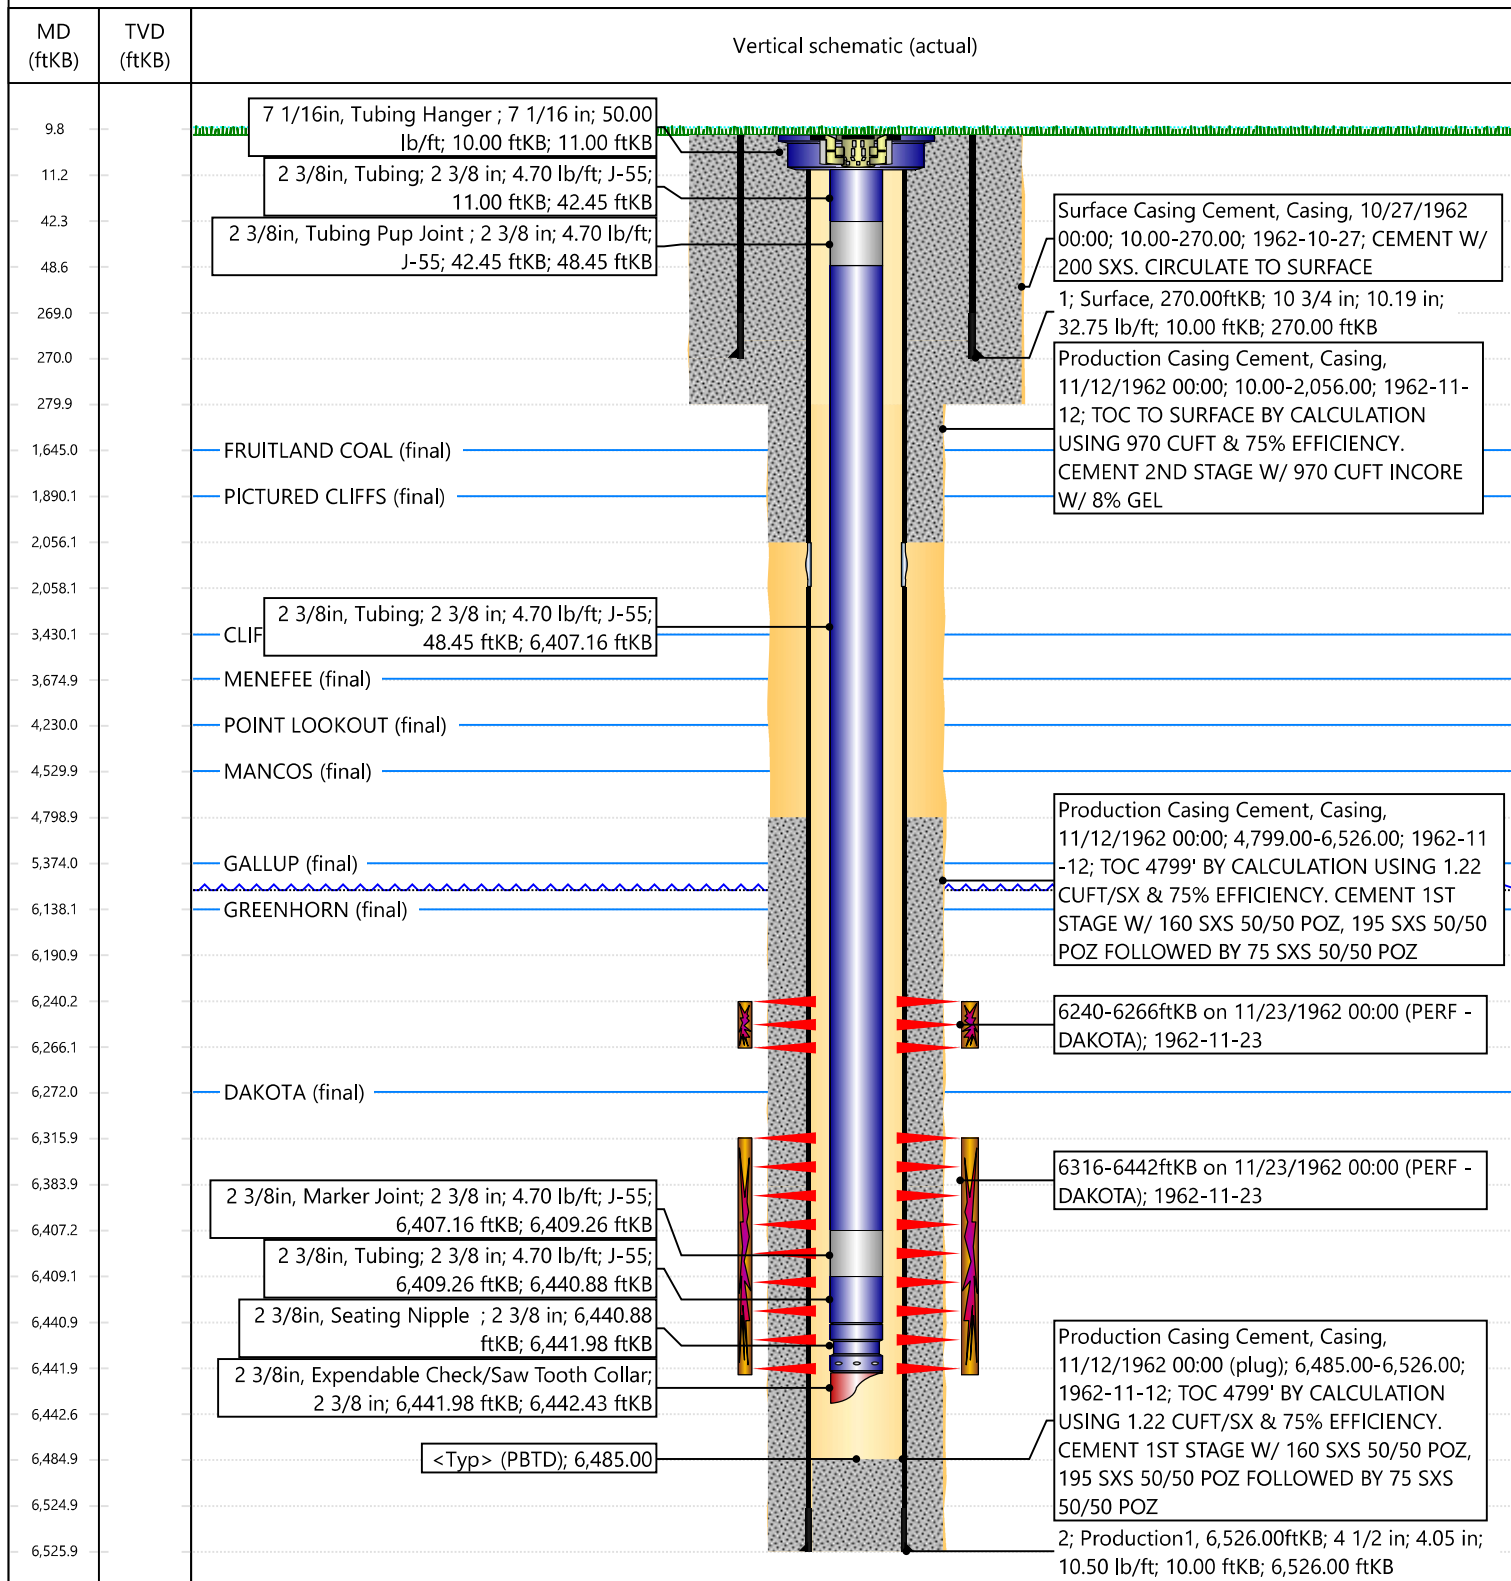 MD
(ftKB)
TVD
(ftKB)
Vertical schematic (actual)
9.8
11.2
42.3
48.6
269.0
270.0
279.9
1,645.0
1,890.1
2,056.1
2,058.1
3,430.1
3,674.9
4,230.0
4,529.9
4,798.9
5,374.0
6,138.1
6,190.9
6,240.2
6,266.1
6,272.0
6,315.9
6,383.9
6,407.2
6,409.1
6,440.9
6,441.9
6,442.6
6,484.9
6,524.9
6,525.9
7 1/16in, Tubing Hanger ; 7 1/16 in; 50.00
lb/ft; 10.00 ftKB; 11.00 ftKB
2 3/8in, Tubing; 2 3/8 in; 4.70 lb/ft; J-55;
11.00 ftKB; 42.45 ftKB
2 3/8in, Tubing Pup Joint ; 2 3/8 in; 4.70 lb/ft;
J-55; 42.45 ftKB; 48.45 ftKB
FRUITLAND COAL (final)
PICTURED CLIFFS (final)
2 3/8in, Tubing; 2 3/8 in; 4.70 lb/ft; J-55;
48.45 ftKB; 6,407.16 ftKB
CLIF
MENEFEE (final)
POINT LOOKOUT (final)
MANCOS (final)
GALLUP (final)
GREENHORN (final)
DAKOTA (final)
2 3/8in, Marker Joint; 2 3/8 in; 4.70 lb/ft; J-55;
6,407.16 ftKB; 6,409.26 ftKB
2 3/8in, Tubing; 2 3/8 in; 4.70 lb/ft; J-55;
6,409.26 ftKB; 6,440.88 ftKB
2 3/8in, Seating Nipple  ; 2 3/8 in; 6,440.88
ftKB; 6,441.98 ftKB
2 3/8in, Expendable Check/Saw Tooth Collar;
2 3/8 in; 6,441.98 ftKB; 6,442.43 ftKB
<Typ> (PBTD); 6,485.00
Surface Casing Cement, Casing, 10/27/1962
00:00; 10.00-270.00; 1962-10-27; CEMENT W/
200 SXS. CIRCULATE TO SURFACE
1; Surface, 270.00ftKB; 10 3/4 in; 10.19 in;
32.75 lb/ft; 10.00 ftKB; 270.00 ftKB
Production Casing Cement, Casing,
11/12/1962 00:00; 10.00-2,056.00; 1962-11-
12; TOC TO SURFACE BY CALCULATION
USING 970 CUFT & 75% EFFICIENCY.
CEMENT 2ND STAGE W/ 970 CUFT INCORE
W/ 8% GEL
Production Casing Cement, Casing,
11/12/1962 00:00; 4,799.00-6,526.00; 1962-11
-12; TOC 4799' BY CALCULATION USING 1.22
CUFT/SX & 75% EFFICIENCY. CEMENT 1ST
STAGE W/ 160 SXS 50/50 POZ, 195 SXS 50/50
POZ FOLLOWED BY 75 SXS 50/50 POZ
6240-6266ftKB on 11/23/1962 00:00 (PERF -
DAKOTA); 1962-11-23
6316-6442ftKB on 11/23/1962 00:00 (PERF -
DAKOTA); 1962-11-23
Production Casing Cement, Casing,
11/12/1962 00:00 (plug); 6,485.00-6,526.00;
1962-11-12; TOC 4799' BY CALCULATION
USING 1.22 CUFT/SX & 75% EFFICIENCY.
CEMENT 1ST STAGE W/ 160 SXS 50/50 POZ,
195 SXS 50/50 POZ FOLLOWED BY 75 SXS
50/50 POZ
2; Production1, 6,526.00ftKB; 4 1/2 in; 4.05 in;
10.50 lb/ft; 10.00 ftKB; 6,526.00 ftKB